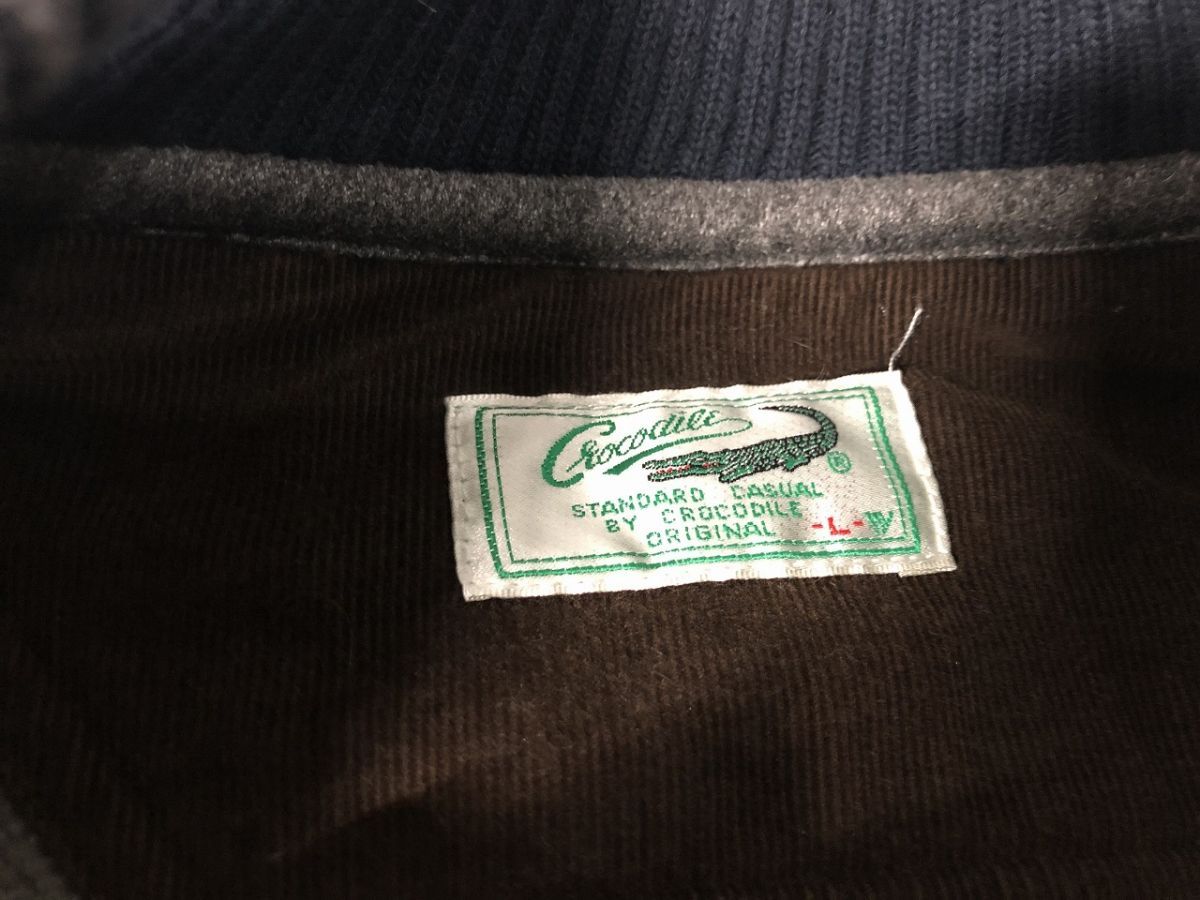 Crocodile ®
STANDARD CASUAL
BY CROCODILE
ORIGINAL -L-W